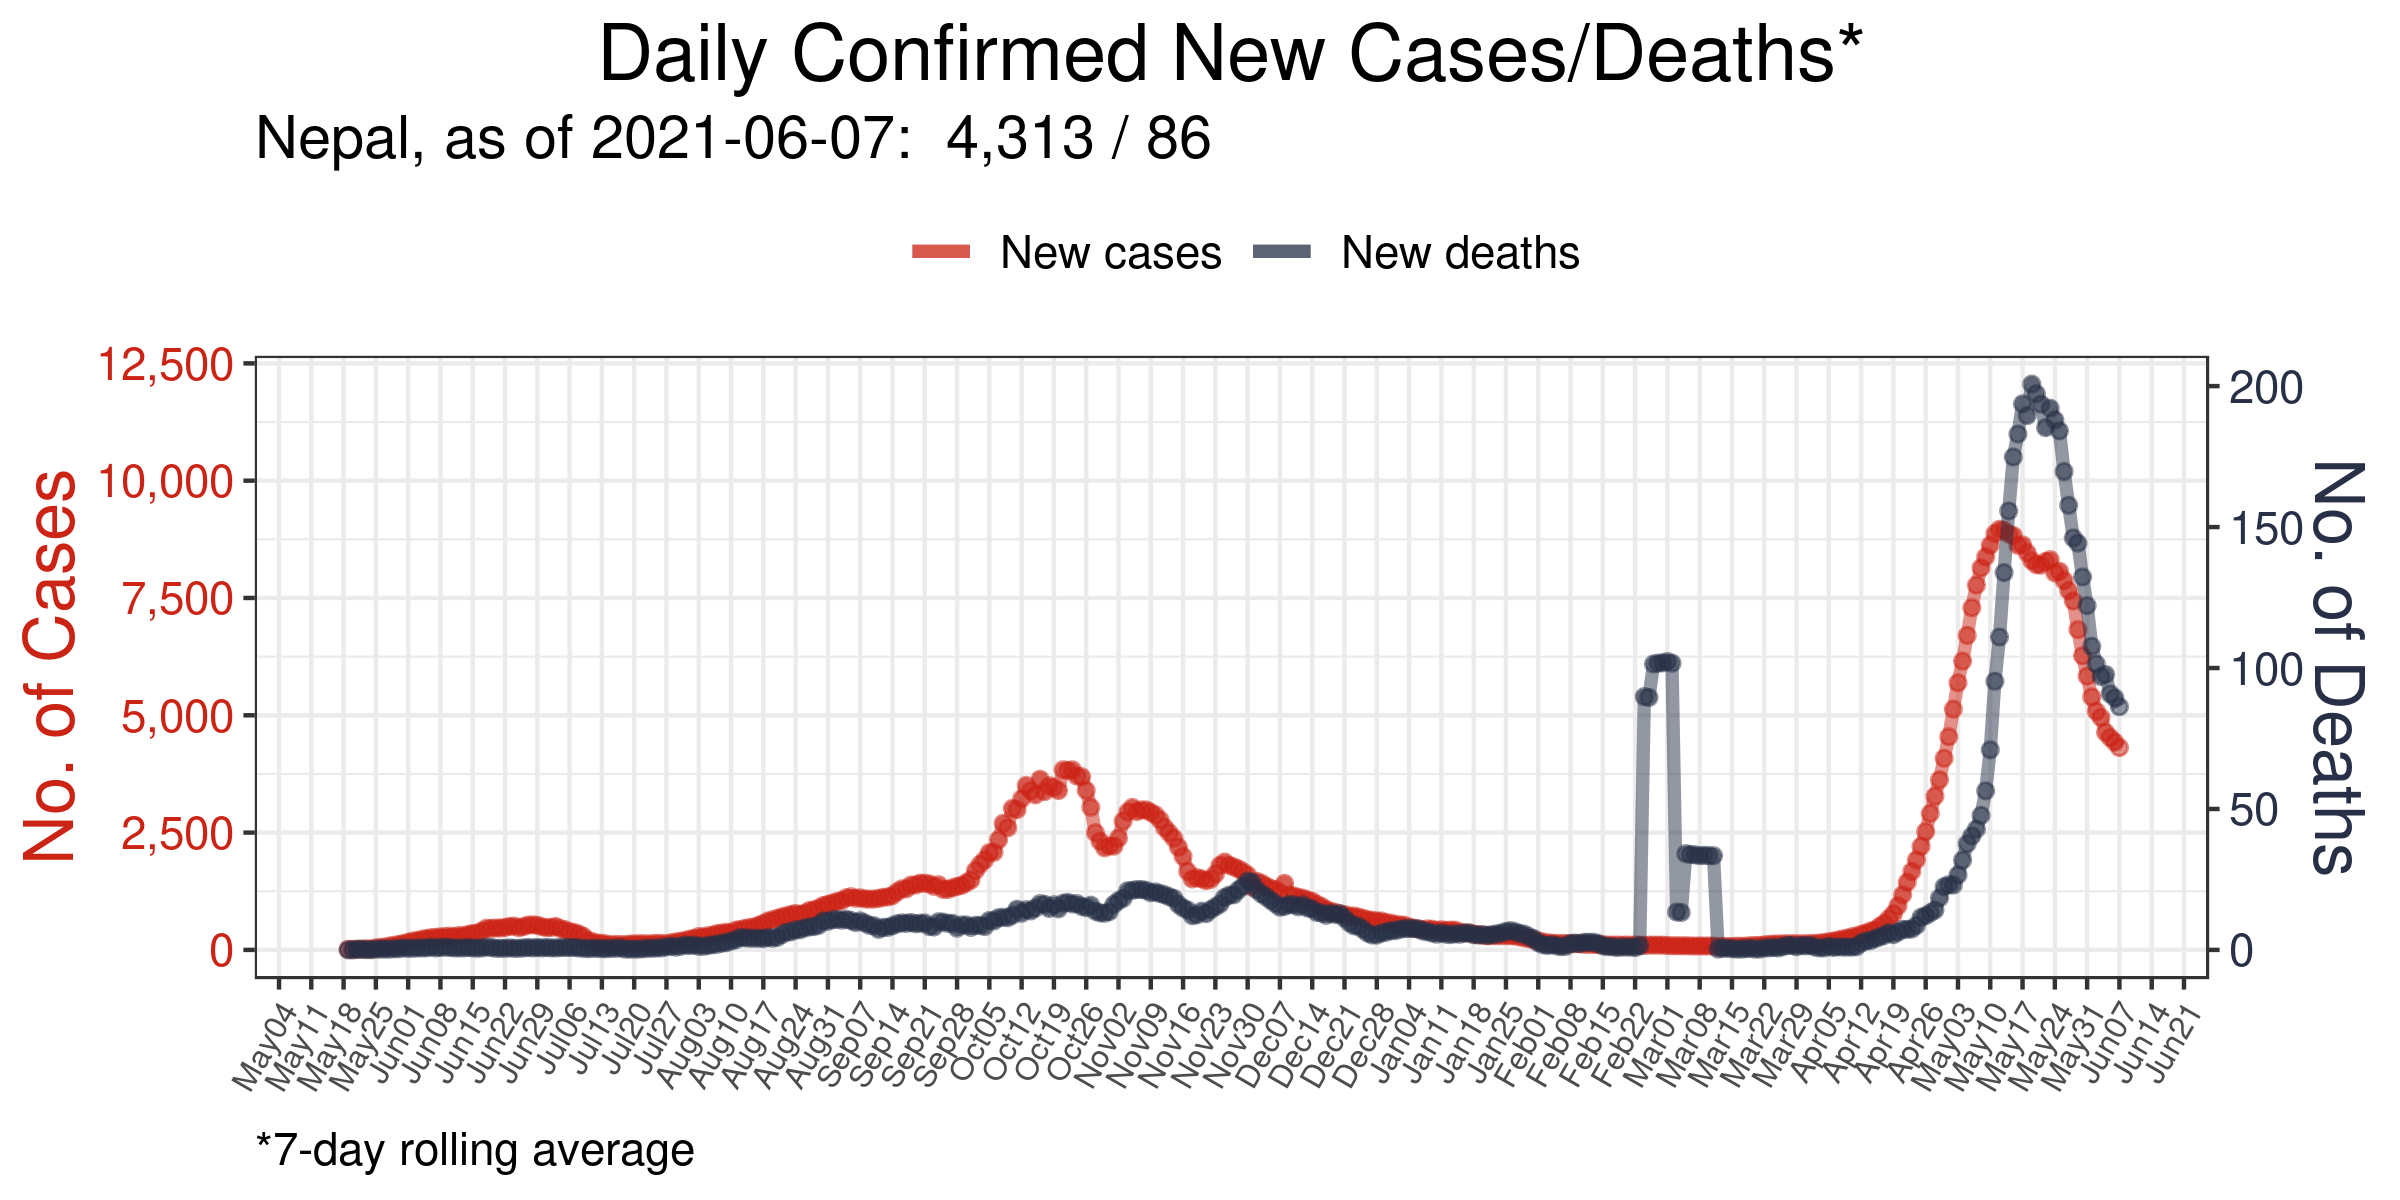 Daily Confirmed New Cases/Deaths*
Nepal, as of 2021-06-07:  4,313 / 86
New cases
New deaths
No. of Cases
12,500
10,000
7,500
5,000
2,500
0
200
150
100
50
0
No. of Deaths
May04
May11
May18
May25
Jun01
Jun08
Jun15
Jun22
Jun29
Jul06
Jul13
Jul20
Jul27
Aug03
Aug10
Aug17
Aug24
Aug31
Sep07
Sep14
Sep21
Sep28
Oct05
Oct12
Oct19
Oct26
Nov02
Nov09
Nov16
Nov23
Nov30
Dec07
Dec14
Dec21
Dec28
Jan04
Jan11
Jan18
Jan25
Feb01
Feb08
Feb15
Feb22
Mar01
Mar08
Mar15
Mar22
Mar29
Apr05
Apr12
Apr19
Apr26
May03
May10
May17
May24
May31
Jun07
Jun14
Jun21
*7-day rolling average